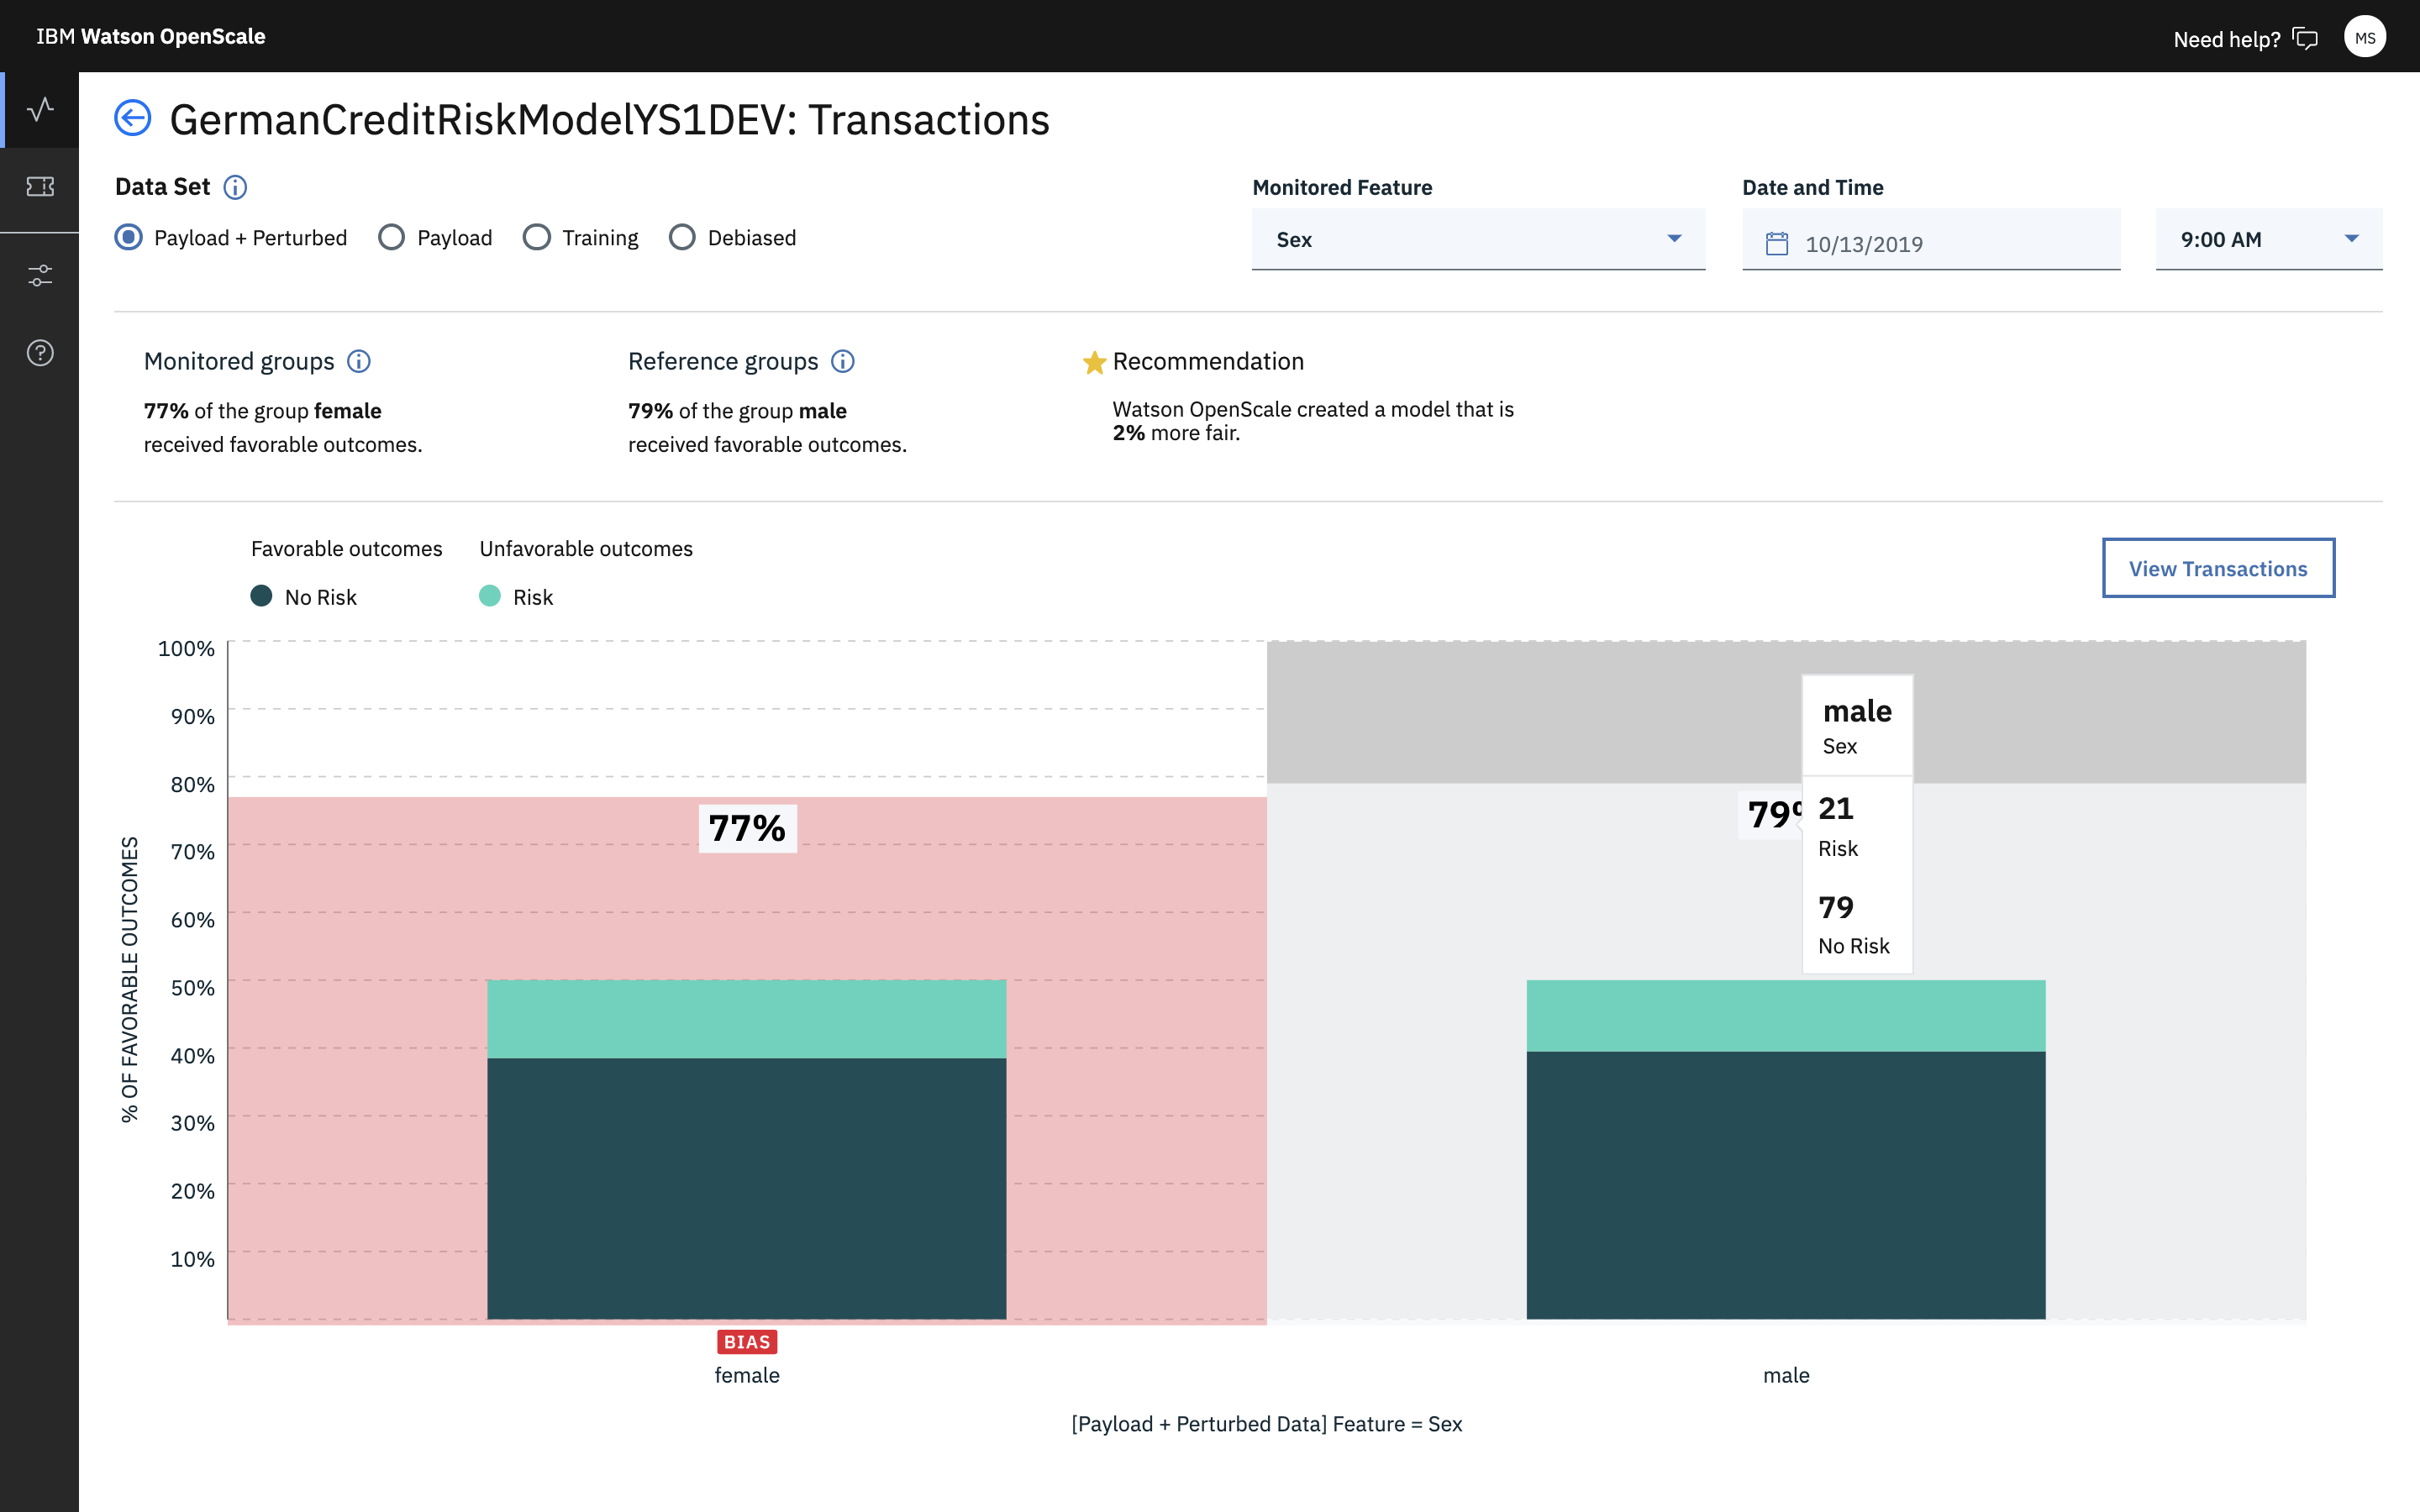 IBM Watson OpenScale
Need help?
MS
GermanCreditRiskModelYS1DEV: Transactions
Data Set
Payload + Perturbed
Payload
Training
Debiased
Monitored Feature
Sex
Date and Time
10/13/2019
9:00 AM
Monitored groups
77% of the group female
received favorable outcomes.
Reference groups
79% of the group male
received favorable outcomes.
Recommendation
Watson OpenScale created a model that is
2% more fair.
Favorable outcomes
No Risk
Unfavorable outcomes
Risk
View Transactions
% OF FAVORABLE OUTCOMES
100%
90%
80%
70%
60%
50%
40%
30%
20%
10%
77%
79%
male
Sex
21
Risk
79
No Risk
BIAS
female
male
[Payload + Perturbed Data] Feature = Sex